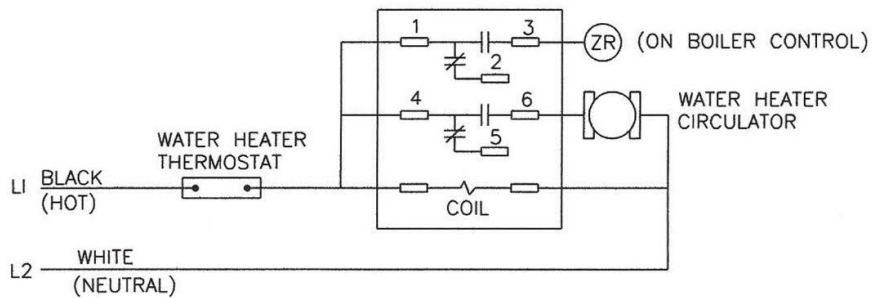 1
3
ZR (ON BOILER CONTROL)
2
4
6
WATER HEATER
CIRCULATOR
5
WATER HEATER
THERMOSTAT
L1 BLACK
(HOT)
COIL
L2 WHITE
(NEUTRAL)